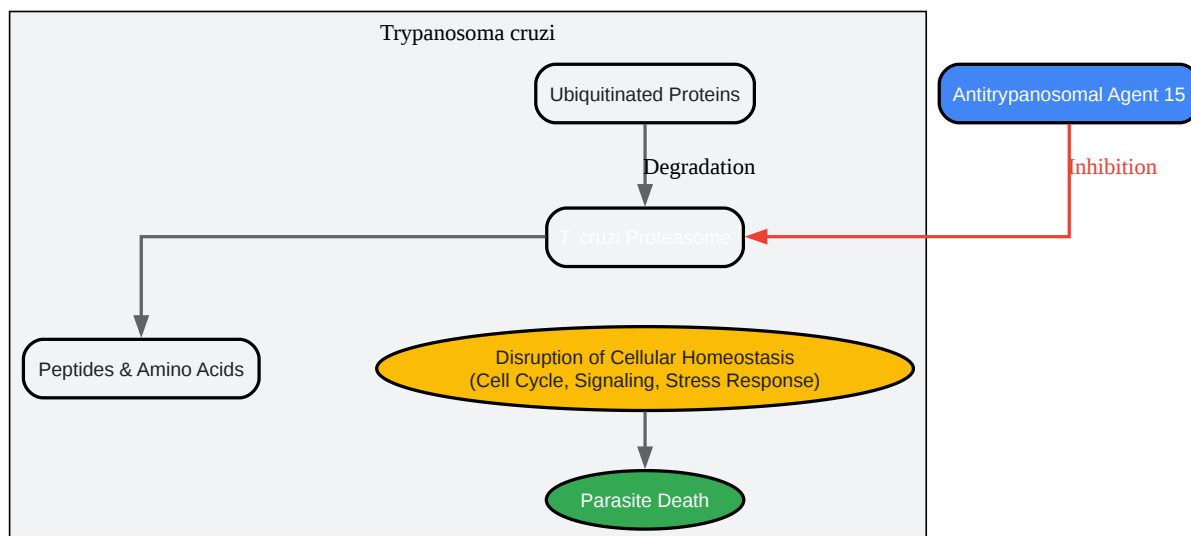 Trypanosoma cruzi
Ubiquitinated Proteins
Antitrypanosomal Agent 15
Degradation
Inhibition
T. cruzi Proteasome
Peptides & Amino Acids
Disruption of Cellular Homeostasis
(Cell Cycle, Signaling, Stress Response)
Parasite Death